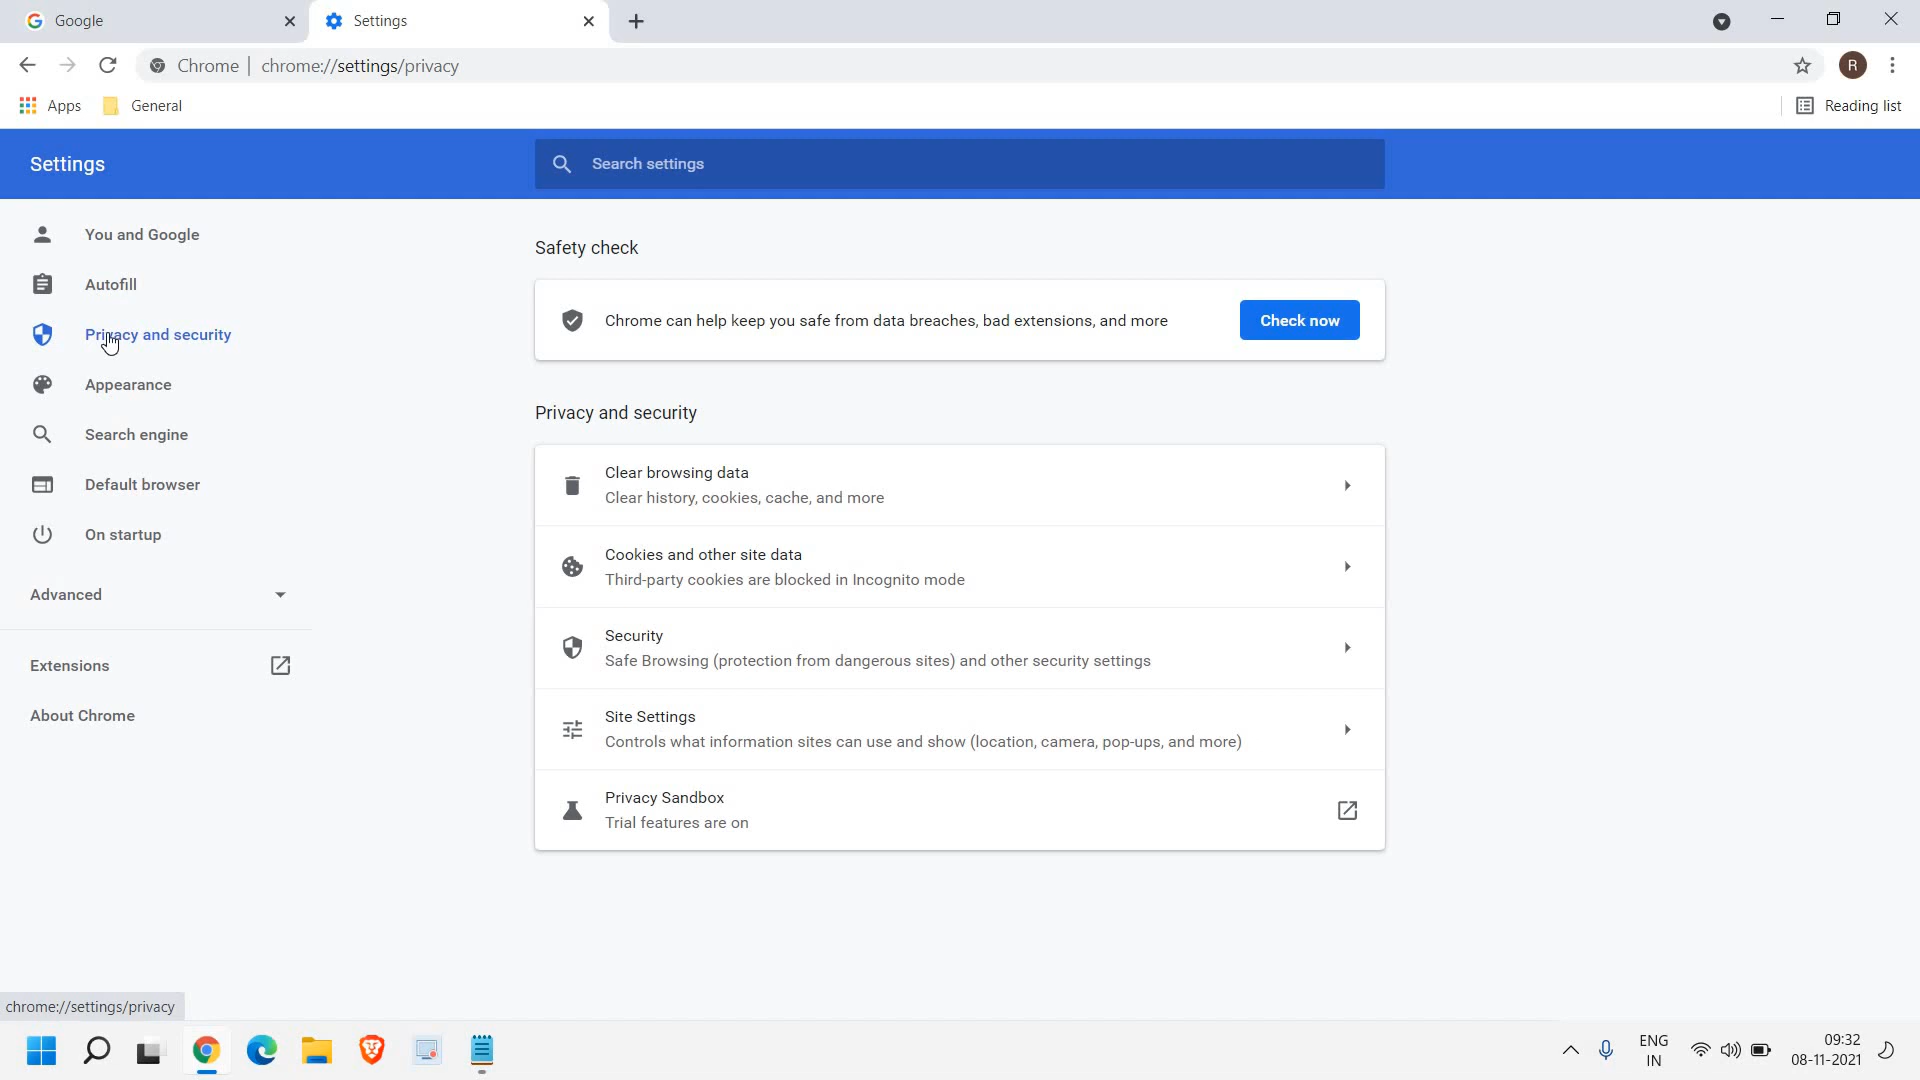 Google
Settings
Chrome | chrome://settings/privacy
R
Apps
General
Reading list
Settings
Search settings
You and Google
Autofill
Privacy and security
Appearance
Search engine
Default browser
On startup
Advanced
Extensions
About Chrome
Safety check
Chrome can help keep you safe from data breaches, bad extensions, and more
Check now
Privacy and security
Clear browsing data
Clear history, cookies, cache, and more
Cookies and other site data
Third-party cookies are blocked in Incognito mode
Security
Safe Browsing (protection from dangerous sites) and other security settings
Site Settings
Controls what information sites can use and show (location, camera, pop-ups, and more)
Privacy Sandbox
Trial features are on
chrome://settings/privacy
ENG
IN
09:32
08-11-2021